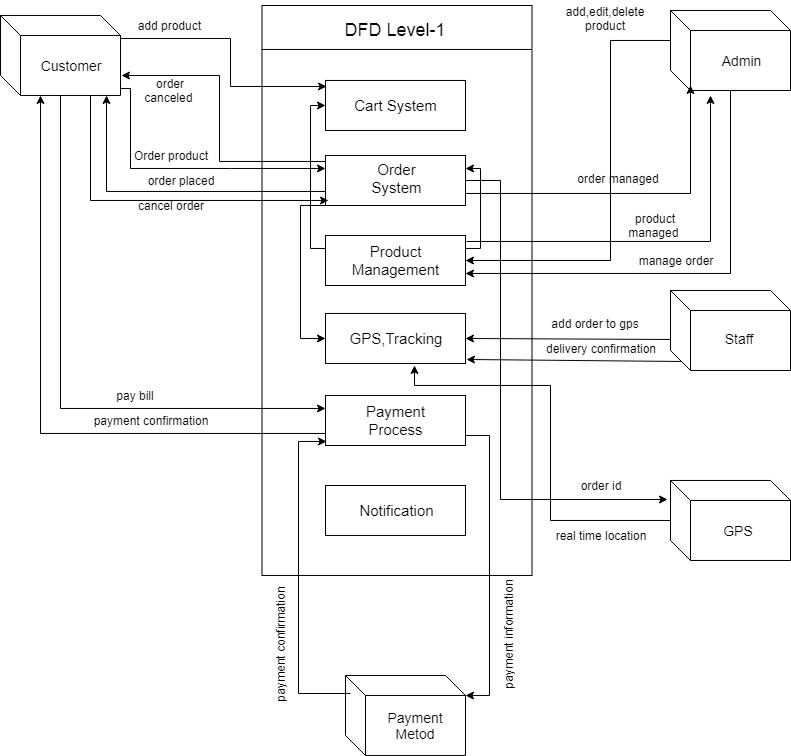 DFD Level-1
add product
add,edit,delete
product
Customer
Admin
order
canceled
Cart System
Order product
Order
System
order placed
order managed
cancel order
product
managed
Product
Management
manage order
add order to gps
GPS,Tracking
Staff
delivery confirmation
pay bill
Payment
Process
payment confirmation
order id
Notification
GPS
real time location
payment confirmation
payment information
Payment
Metod